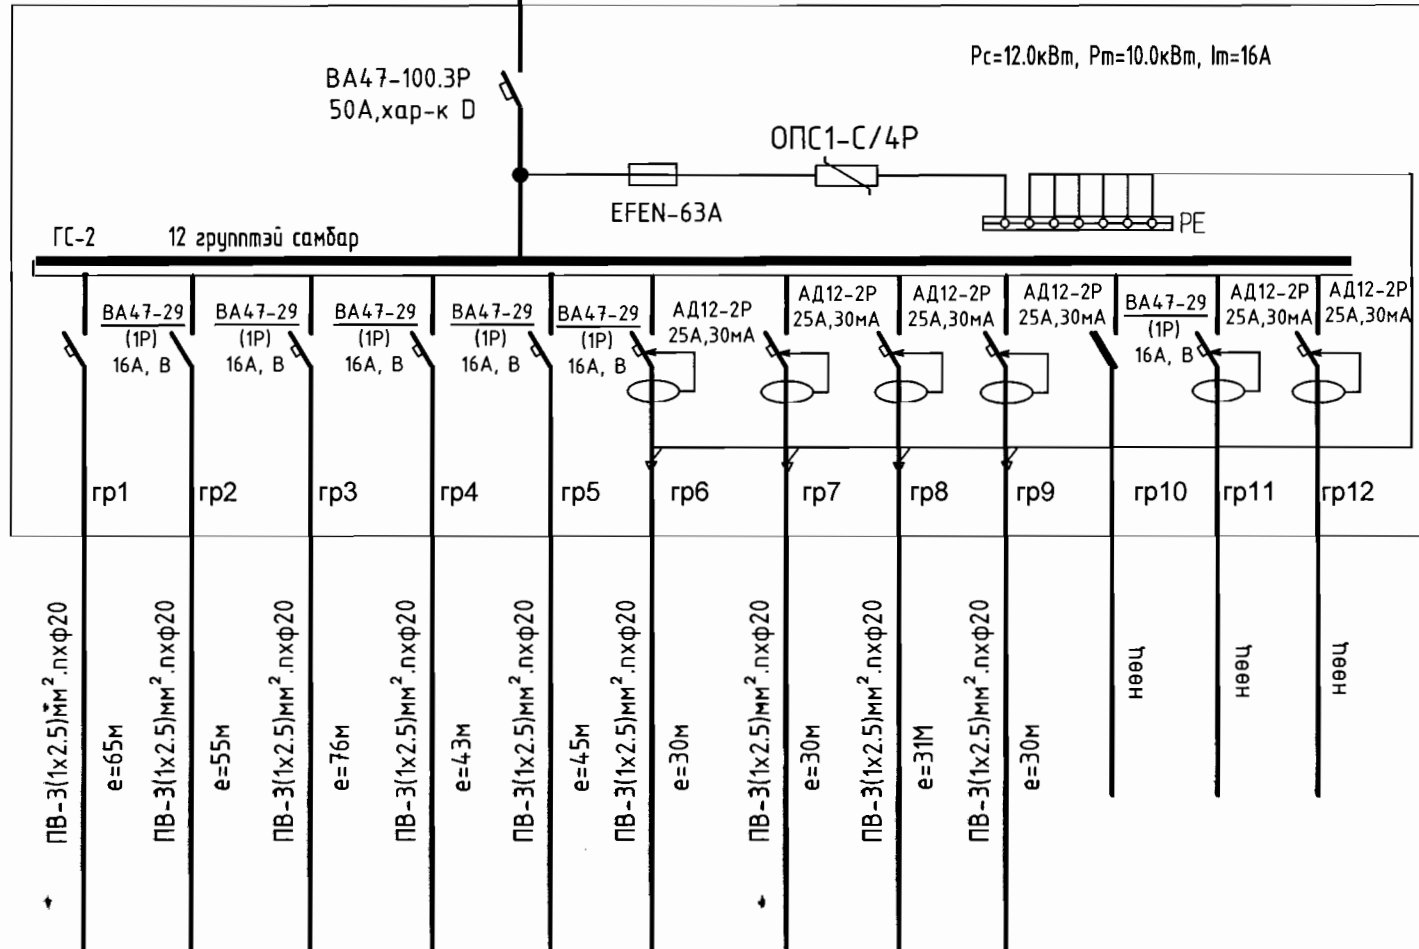 Рс=12.0кВт, Рт=10.0кВт, Iт=16А
ВА47-100.3Р
50А,хар-к D
ОПС1-С/4Р
EFEN-63А
РЕ
ГС-2
12 групптэй самбар
ВА47-29
(1Р)
16А, В
ВА47-29
(1Р)
16А, В
ВА47-29
(1Р)
16А, В
ВА47-29
(1Р)
16А, В
ВА47-29
(1Р)
16А, В
АД12-2Р
25А,30мА
АД12-2Р
25А,30мА
АД12-2Р
25А,30мА
АД12-2Р
25А,30мА
ВА47-29
(1Р)
16А, В
АД12-2Р
25А,30мА
АД12-2Р
25А,30мА
гр1
гр2
гр3
гр4
гр5
гр6
гр7
гр8
гр9
гр10
гр11
гр12
ПВ-3(1х2.5)мм².пхф20
е=65м
ПВ-3(1х2.5)мм².пхф20
е=55м
ПВ-3(1х2.5)мм².пхф20
е=76м
ПВ-3(1х2.5)мм².пхф20
е=43м
ПВ-3(1х2.5)мм².пхф20
е=45м
ПВ-3(1х2.5)мм².пхф20
е=30м
ПВ-3(1х2.5)мм².пхф20
е=30м
ПВ-3(1х2.5)мм².пхф20
е=31М
ПВ-3(1х2.5)мм².пхф20
е=30м
нөөц
нөөц
нөөц